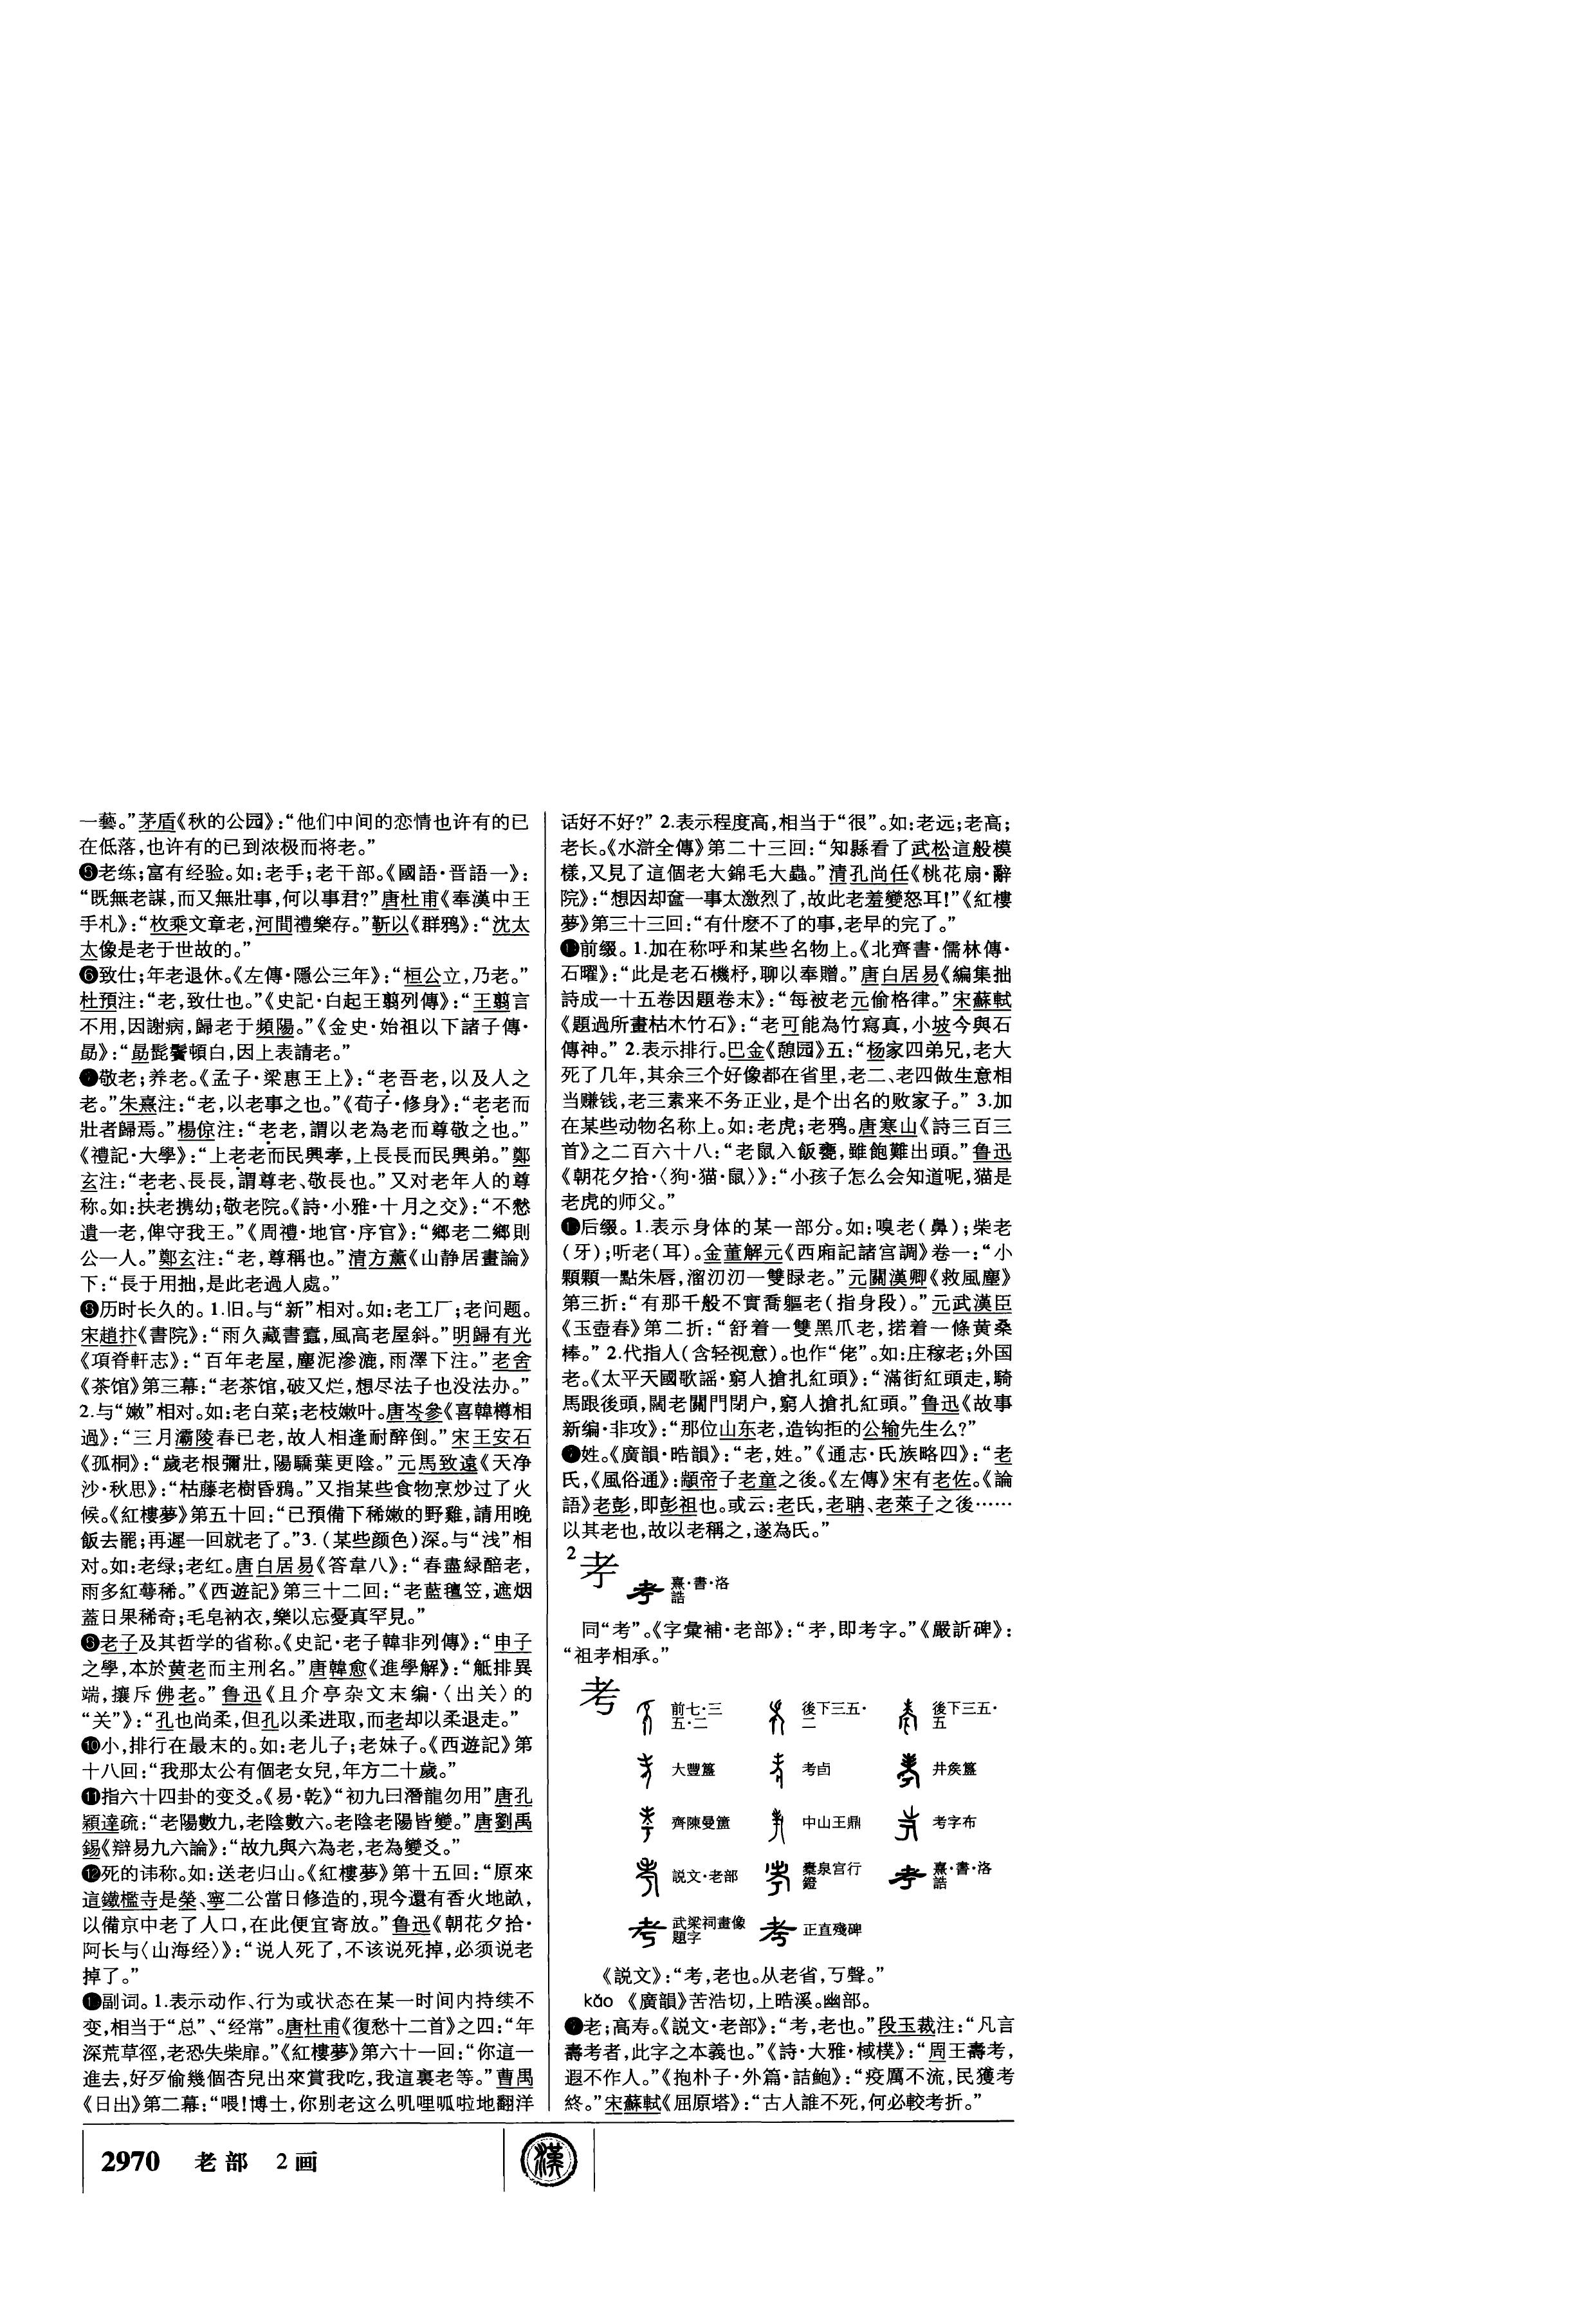 一藝。”茅盾《秋的公园》：“他们中间的恋情也许有的已
在低落，也许有的已到浓极而将老。”
❺老练；富有经验。如：老手；老干部。《國語·晋語一》：
“既無老謀，而又無壯事，何以事君？”唐杜甫《奉漢中王
手札》：“枚乘文章老，河間禮樂存。”靳以《群鸦》：“沈太
太像是老于世故的。”
❻致仕；年老退休。《左傳·隱公三年》：“桓公立，乃老。”
杜預注：“老，致仕也。”《史記·白起王翦列傳》：“王翦言
不用，因謝病，歸老于頻陽。”《金史·始祖以下諸子傳·
勗》：“勗髭鬢頓白，因上表請老。”
❼敬老；养老。《孟子·梁惠王上》：“老吾老，以及人之
老。”朱熹注：“老，以老事之也。”《荀子·修身》：“老老而
壯者歸焉。”楊倞注：“老老，謂以老為老而尊敬之也。”
《禮記·大學》：“上老老而民興孝，上長長而民興弟。”鄭
玄注：“老老、長長，謂尊老、敬長也。”又对老年人的尊
称。如：扶老携幼；敬老院。《詩·小雅·十月之交》：“不憖
遺一老，俾守我王。”《周禮·地官·序官》：“鄉老二鄉則
公一人。”鄭玄注：“老，尊稱也。”清方薰《山静居畫論》
下：“長于用拙，是此老過人處。”
❽历时长久的。1.旧。与“新”相对。如：老工厂；老问题。
宋趙抃《書院》：“雨久藏書蠹，風高老屋斜。”明歸有光
《項脊軒志》：“百年老屋，塵泥滲漉，雨澤下注。”老舍
《茶馆》第三幕：“老茶馆，破又烂，想尽法子也没法办。”
2.与“嫩”相对。如：老白菜；老枝嫩叶。唐岑參《喜韓樽相
過》：“三月灞陵春已老，故人相逢耐醉倒。”宋王安石
《孤桐》：“歲老根彌壯，陽驕葉更陰。”元馬致遠《天净
沙·秋思》：“枯藤老樹昏鴉。”又指某些食物烹炒过了火
候。《紅樓夢》第五十回：“已預備下稀嫩的野雞，請用晚
飯去罷；再遲一回就老了。”3.（某些颜色）深。与“浅”相
对。如：老绿；老红。唐白居易《答韋八》：“春盡緑醅老，
雨多紅萼稀。”《西遊記》第三十二回：“老藍氊笠，遮烟
蓋日果稀奇；毛皂衲衣，樂以忘憂真罕見。”
❾老子及其哲学的省称。《史記·老子韓非列傳》：“申子
之學，本於黄老而主刑名。”唐韓愈《進學解》：“觝排異
端，攘斥佛老。”鲁迅《且介亭杂文末编·〈出关〉的
“关”》：“孔也尚柔，但孔以柔进取，而老却以柔退走。”
❿小，排行在最末的。如：老儿子；老妹子。《西遊記》第
十八回：“我那太公有個老女兒，年方二十歲。”
⓫指六十四卦的变爻。《易·乾》“初九曰潛龍勿用”唐孔
穎達疏：“老陽數九，老陰數六。老陰老陽皆變。”唐劉禹
錫《辯易九六論》：“故九與六為老，老為變爻。”
⓬死的讳称。如：送老归山。《紅樓夢》第十五回：“原來
這鐵檻寺是榮、寧二公當日修造的，現今還有香火地畝，
以備京中老了人口，在此便宜寄放。”鲁迅《朝花夕拾·
阿长与〈山海经〉》：“说人死了，不该说死掉，必须说老
掉了。”
副词。1.表示动作、行为或状态在某一时间内持续不
变，相当于“总”、“经常”。唐杜甫《復愁十二首》之四：“年
深荒草徑，老恐失柴扉。”《紅樓夢》第六十一回：“你這一
進去，好歹偷幾個杏兒出來賞我吃，我這裏老等。”曹禺
《日出》第二幕：“喂！博士，你别老这么叽哩呱啦地翻洋
话好不好？”2.表示程度高，相当于“很”。如：老远；老高；
老长。《水滸全傳》第二十三回：“知縣看了武松這般模
樣，又見了這個老大錦毛大蟲。”清孔尚任《桃花扇·辭
院》：“想因却奩一事太激烈了，故此老羞變怒耳！”《紅樓
夢》第三十三回：“有什麽不了的事，老早的完了。”
前缀。1.加在称呼和某些名物上。《北齊書·儒林傳·
石曜》：“此是老石機杼，聊以奉贈。”唐白居易《編集拙
詩成一十五卷因題卷末》：“每被老元偷格律。”宋蘇軾
《題過所畫枯木竹石》：“老可能為竹寫真，小坡今與石
傳神。”2.表示排行。巴金《憩园》五：“杨家四弟兄，老大
死了几年，其余三个好像都在省里，老二、老四做生意相
当赚钱，老三素来不务正业，是个出名的败家子。”3.加
在某些动物名称上。如：老虎；老鸦。唐寒山《詩三百三
首》之二百六十八：“老鼠入飯甕，雖飽難出頭。”鲁迅
《朝花夕拾·〈狗·猫·鼠〉》：“小孩子怎么会知道呢，猫是
老虎的师父。”
后缀。1.表示身体的某一部分。如：嗅老（鼻）；柴老
（牙）；听老（耳）。金董解元《西廂記諸宫調》卷一：“小
顆顆一點朱唇，溜沏沏一雙睩老。”元關漢卿《救風塵》
第三折：“有那千般不實喬軀老（指身段）。”元武漢臣
《玉壺春》第二折：“舒着一雙黑爪老，掿着一條黄桑
棒。”2.代指人（含轻视意）。也作“佬”。如：庄稼老；外国
老。《太平天國歌謡·窮人搶扎紅頭》：“滿街紅頭走，騎
馬跟後頭，闊老關門閉户，窮人搶扎紅頭。”鲁迅《故事
新编·非攻》：“那位山东老，造钩拒的公输先生么？”
姓。《廣韻·晧韻》：“老，姓。”《通志·氏族略四》：“老
氏，《風俗通》：顓帝子老童之後。《左傳》宋有老佐。《論
語》老彭，即彭祖也。或云：老氏，老聃、老萊子之後……
以其老也，故以老稱之，遂為氏。”
2
耂 熹·書·洛
誥
同“考”。《字彙補·老部》：“考，即考字。”《嚴訢碑》：
“祖考相承。”
考 前七·三五·二 後下三五·二 後下三五·五
大豐簋 考卣 井矦簋
齊陳曼簠 中山王鼎 考字布
説文·老部 橐泉宫行鐙 熹·書·洛誥
武梁祠畫像題字 正直殘碑
《説文》：“考，老也。从老省，丂聲。”
kǎo 《廣韻》苦浩切，上晧溪。幽部。
老；高寿。《説文·老部》：“考，老也。”段玉裁注：“凡言
壽考者，此字之本義也。”《詩·大雅·棫樸》：“周王壽考，
遐不作人。”《抱朴子·外篇·詰鮑》：“疫厲不流，民獲考
終。”宋蘇軾《屈原塔》：“古人誰不死，何必較考折。”
2970 老部 2画
漢